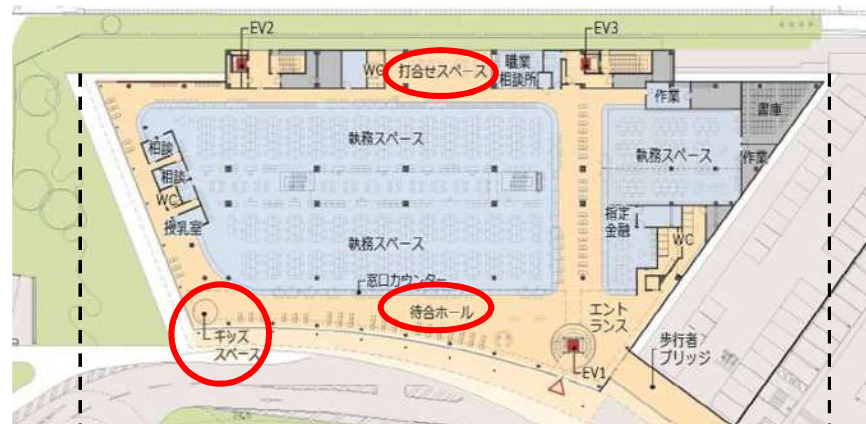 EV2
EV3
WC
打合せスペース
職業
相談所
作業
書庫
執務スペース
執務スペース
作業
相談
相談
WC
授乳室
指定
金融
WC
執務スペース
窓口カウンター
待合ホール
エント
ランス
キッズ
スペース
歩行者
ブリッジ
EV1